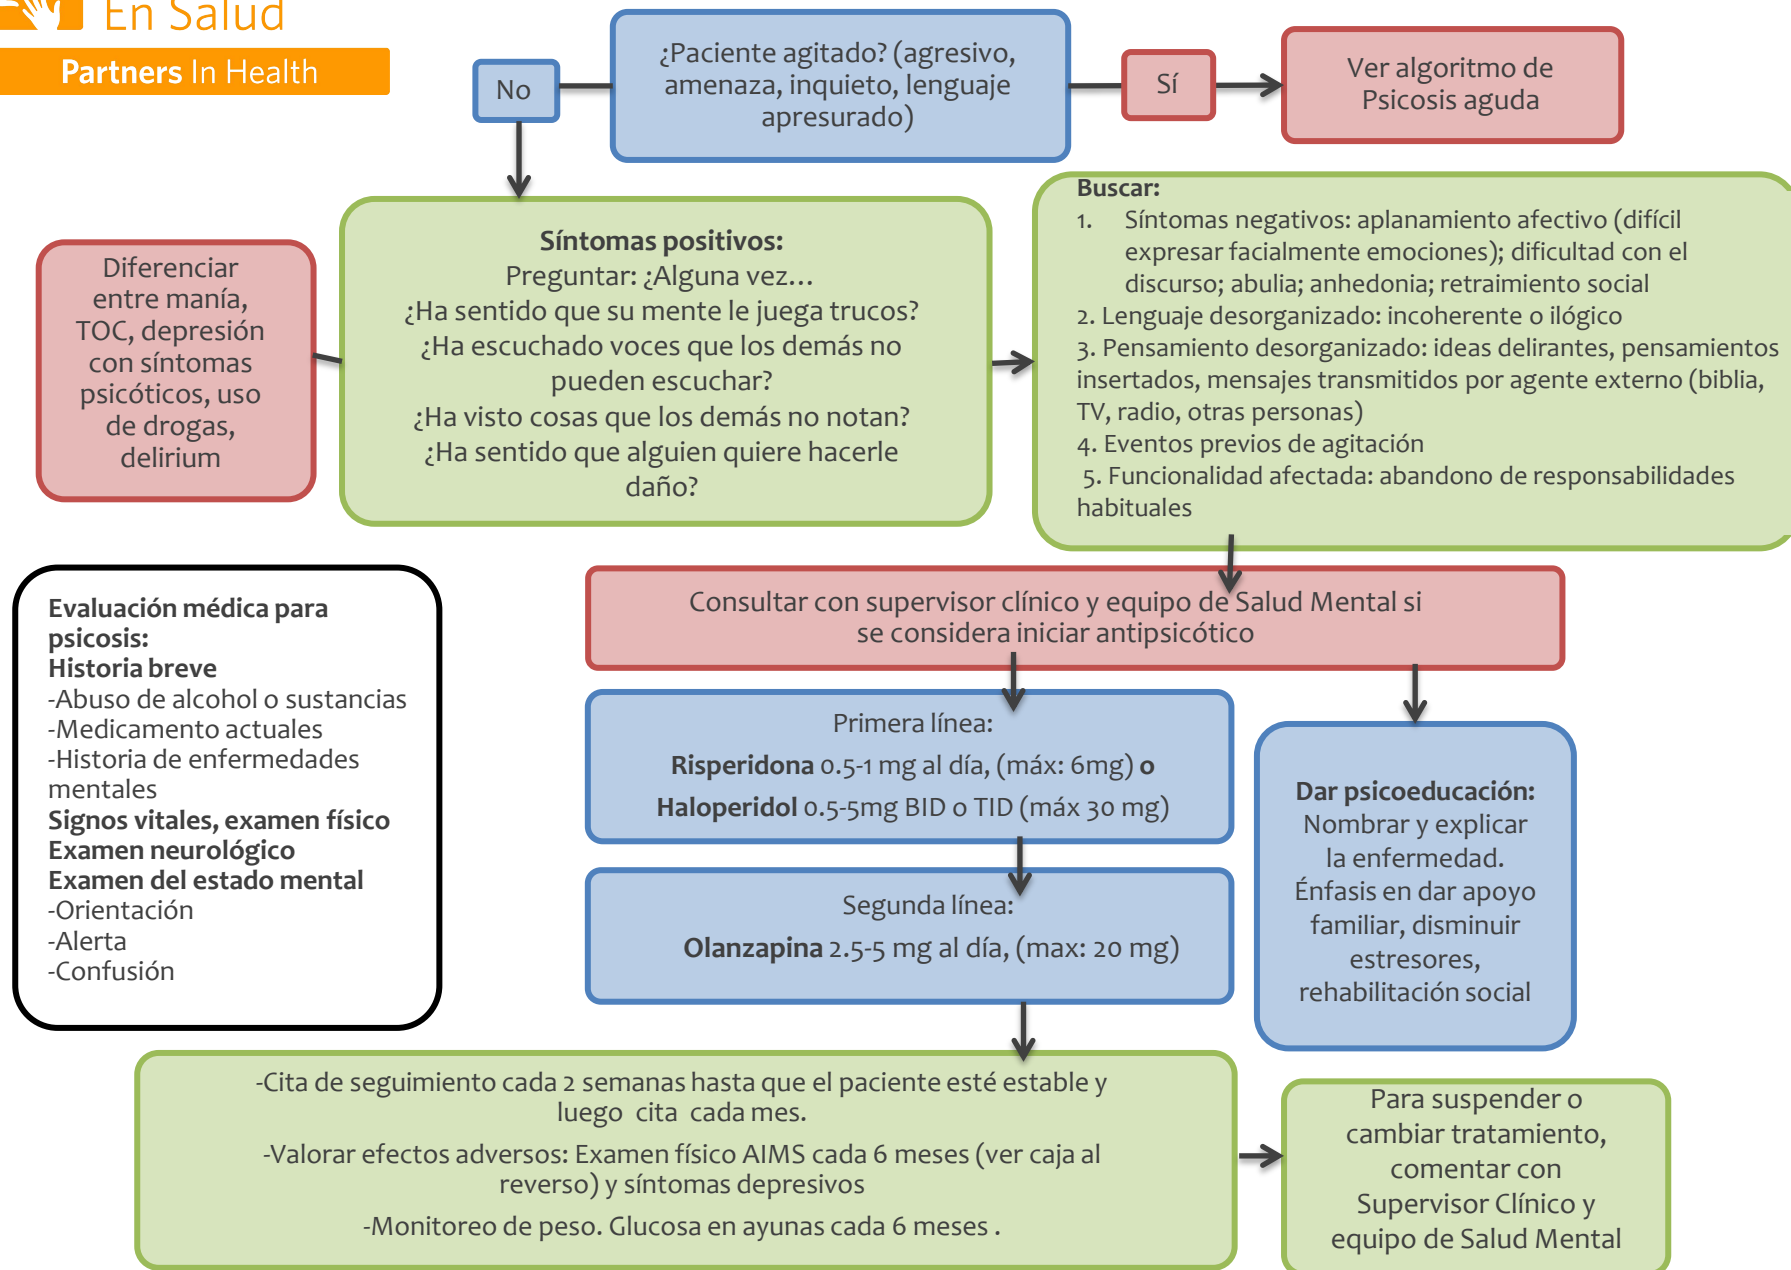 En Salud
Partners In Health
¿Paciente agitado? (agresivo,
amenaza, inquieto, lenguaje
apresurado)
No
Sí
Ver algoritmo de
Psicosis aguda
Diferenciar
entre manía,
TOC, depresión
con síntomas
psicóticos, uso
de drogas,
delirium
Síntomas positivos:
Preguntar: ¿Alguna vez...
¿Ha sentido que su mente le juega trucos?
¿Ha escuchado voces que los demás no
pueden escuchar?
¿Ha visto cosas que los demás no notan?
¿Ha sentido que alguien quiere hacerle
daño?
Buscar:
1. Síntomas negativos: aplanamiento afectivo (difícil
expresar facialmente emociones); dificultad con el
discurso; abulia; anhedonia; retraimiento social
2. Lenguaje desorganizado: incoherente o ilógico
3. Pensamiento desorganizado: ideas delirantes, pensamientos
insertados, mensajes transmitidos por agente externo (biblia,
TV, radio, otras personas)
4. Eventos previos de agitación
5. Funcionalidad afectada: abandono de responsabilidades
habituales
Evaluación médica para
psicosis:
Historia breve
-Abuso de alcohol o sustancias
-Medicamento actuales
-Historia de enfermedades
mentales
Signos vitales, examen físico
Examen neurológico
Examen del estado mental
-Orientación
-Alerta
-Confusión
Consultar con supervisor clínico y equipo de Salud Mental si
se considera iniciar antipsicótico
Primera línea:
Risperidona 0.5-1 mg al día, (máx: 6mg) o
Haloperidol 0.5-5mg BID o TID (máx 30 mg)
Segunda línea:
Olanzapina 2.5-5 mg al día, (max: 20 mg)
Dar psicoeducación:
Nombrar y explicar
la enfermedad.
Énfasis en dar apoyo
familiar, disminuir
estresores,
rehabilitación social
-Cita de seguimiento cada 2 semanas hasta que el paciente esté estable y
luego cita cada mes.
-Valorar efectos adversos: Examen físico AIMS cada 6 meses (ver caja al
reverso) y síntomas depresivos
-Monitoreo de peso. Glucosa en ayunas cada 6 meses .
Para suspender o
cambiar tratamiento,
comentar con
Supervisor Clínico y
equipo de Salud Mental